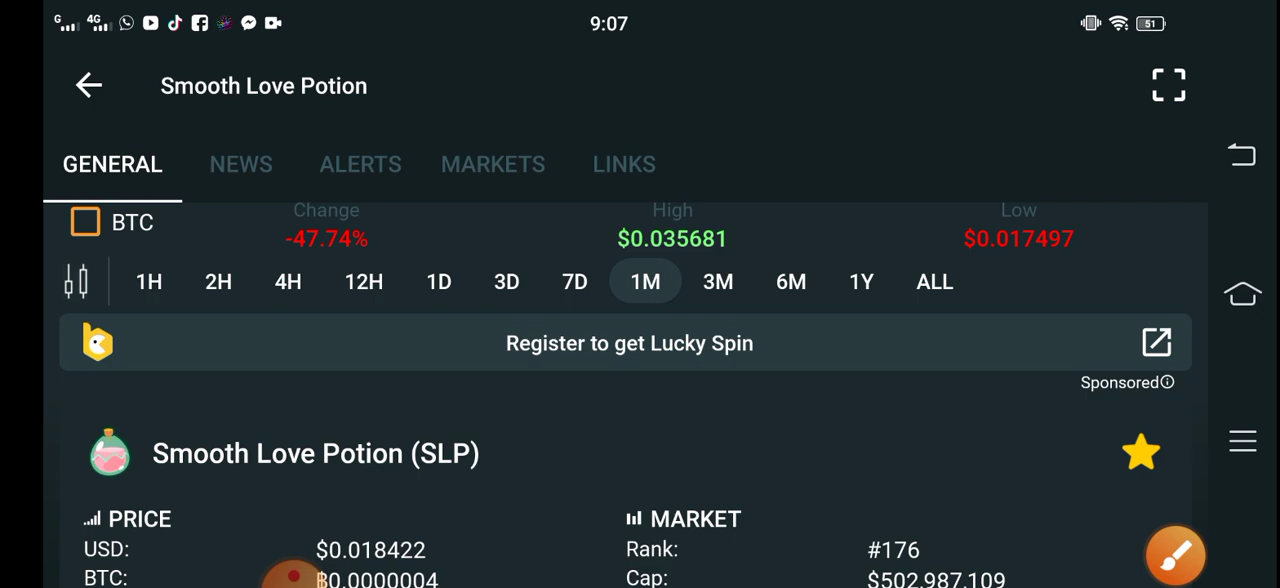 G 4G 9:07 51
Smooth Love Potion
GENERAL NEWS ALERTS MARKETS LINKS
BTC Change High Low
-47.74% $0.035681 $0.017497
1H 2H 4H 12H 1D 3D 7D 1M 3M 6M 1Y ALL
Register to get Lucky Spin
Sponsored
Smooth Love Potion (SLP)
PRICE MARKET
USD: $0.018422 Rank: #176
BTC: ฿0.0000004 Cap: $502,987,109